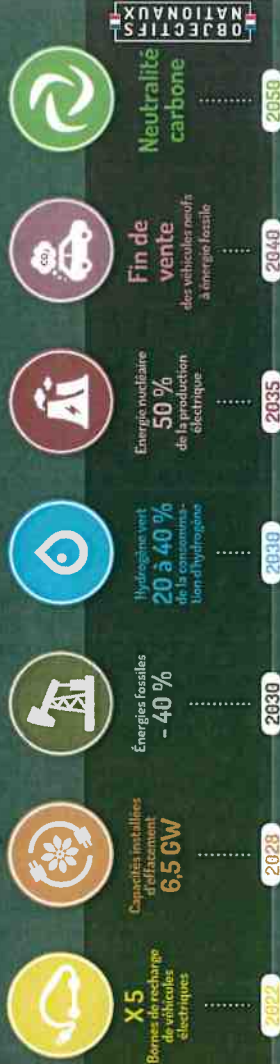 OBJECTIFS
NATIONAUX
X 5
Bornes de recharge
de véhicules
électriques
2022
Capacités installées
d'effacement
6,5 GW
2028
Énergies fossiles
- 40 %
2030
Hydrogène vert
20 à 40 %
de la consomma-
tion d'hydrogène
2030
Énergie nucléaire
50 %
de la production
électrique
2035
CO2
Fin de
vente
des véhicules neufs
à énergie fossile
2040
Neutralité
carbone
2050